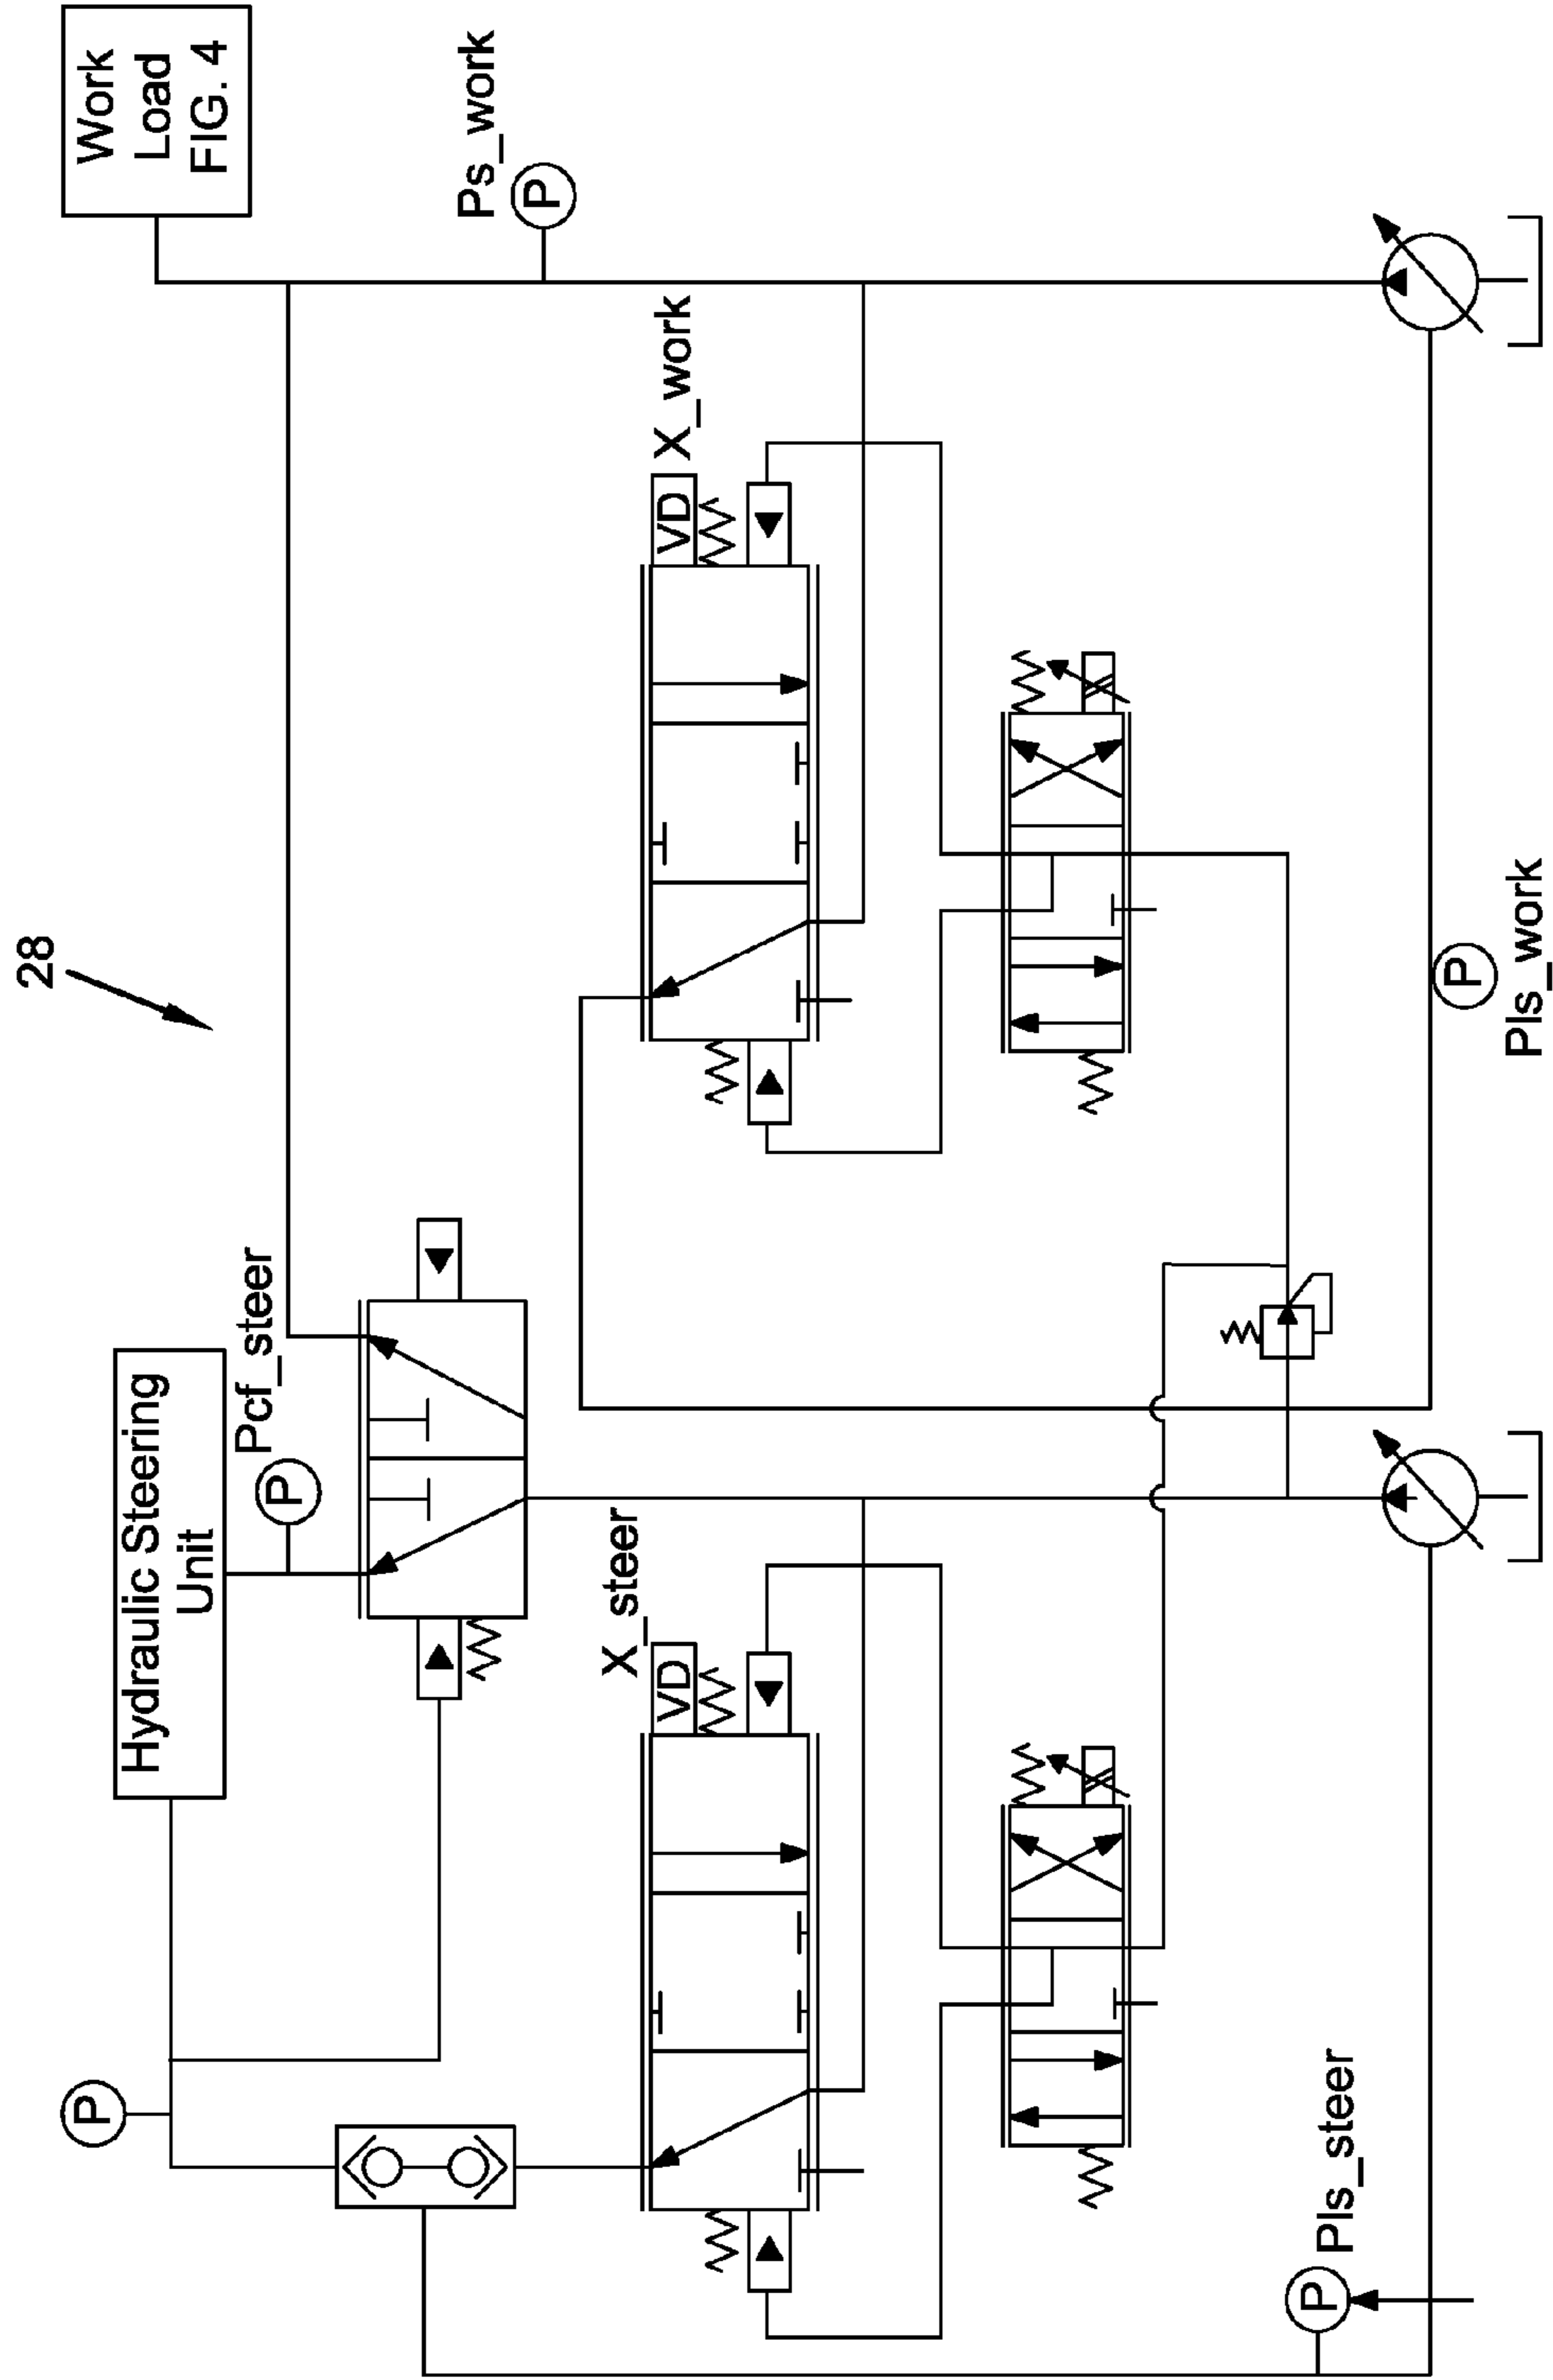 28
Work
Load
FIG. 4
Ps_work
P
Hydraulic Steering
Unit
Pcf_steer
P
P
X_work
VD
X_steer
VD
P
Pls_work
P
Pls_steer